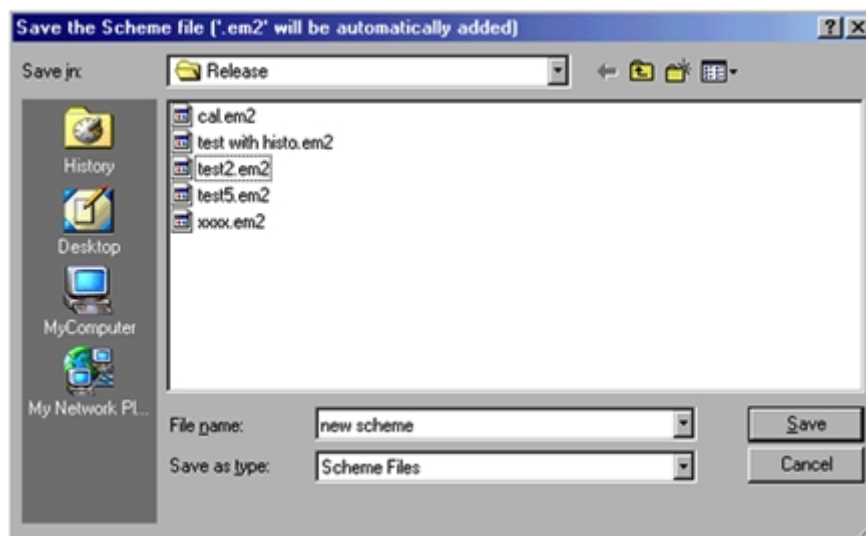 Save the Scheme file ('.em2' will be automatically added)
Save in:
Release
History
Desktop
MyComputer
My Network Pl...
cal.em2
test with histo.em2
test2.em2
test5.em2
xxxx.em2
File name:
new scheme
Save
Save as type:
Scheme Files
Cancel